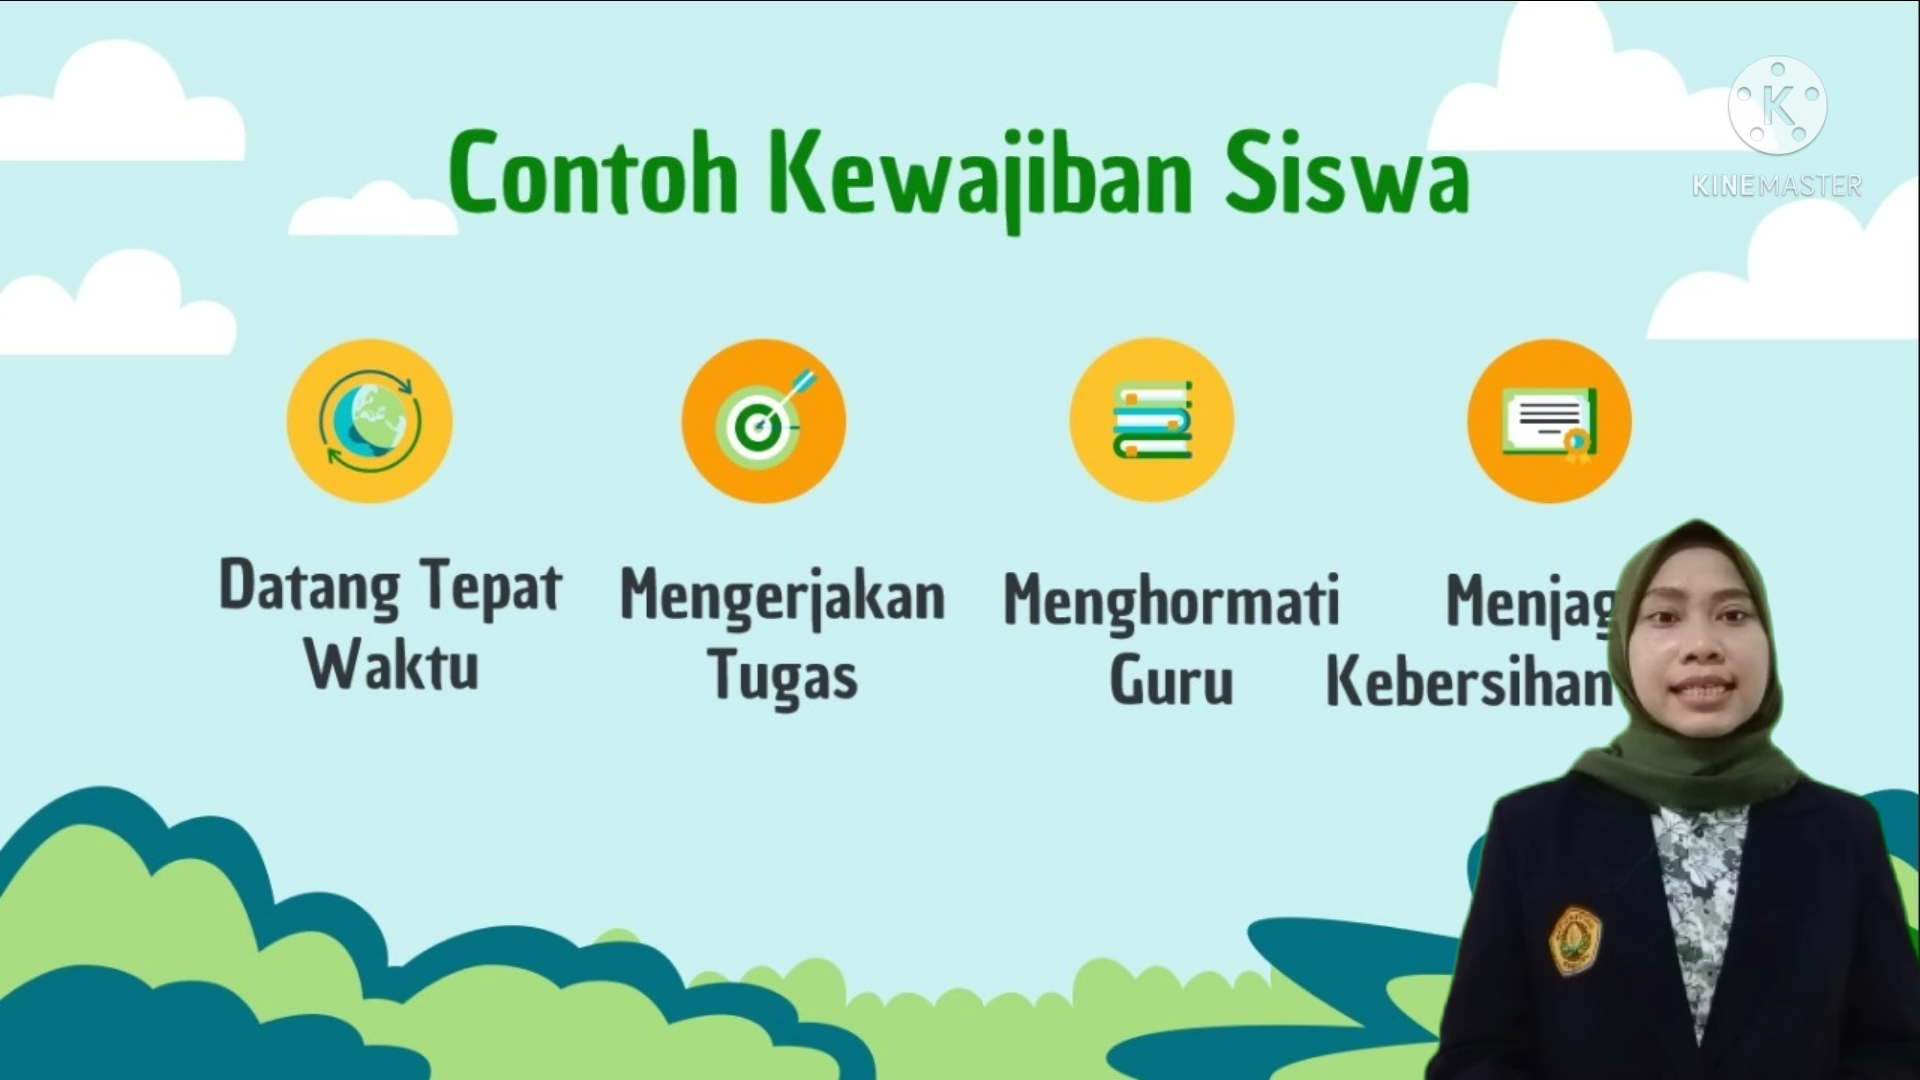 Contoh Kewajiban Siswa
KINEMASTER
Datang Tepat
Waktu
Mengerjakan
Tugas
Menghormati
Guru
Kebersihan